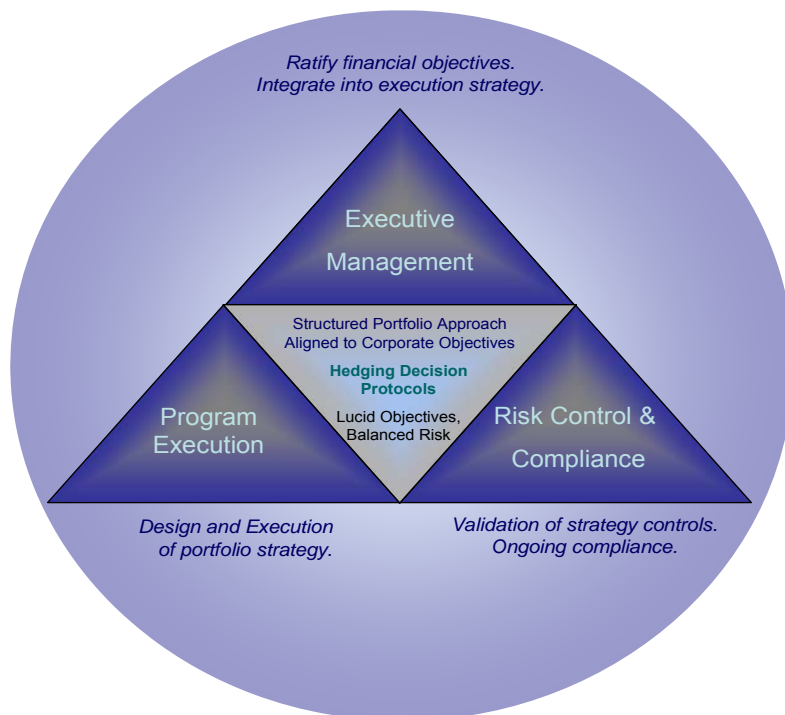 Ratify financial objectives.
Integrate into execution strategy.
Executive
Management
Structured Portfolio Approach
Aligned to Corporate Objectives
Hedging Decision
Protocols
Lucid Objectives,
Balanced Risk
Program
Execution
Risk Control &
Compliance
Design and Execution
of portfolio strategy.
Validation of strategy controls.
Ongoing compliance.